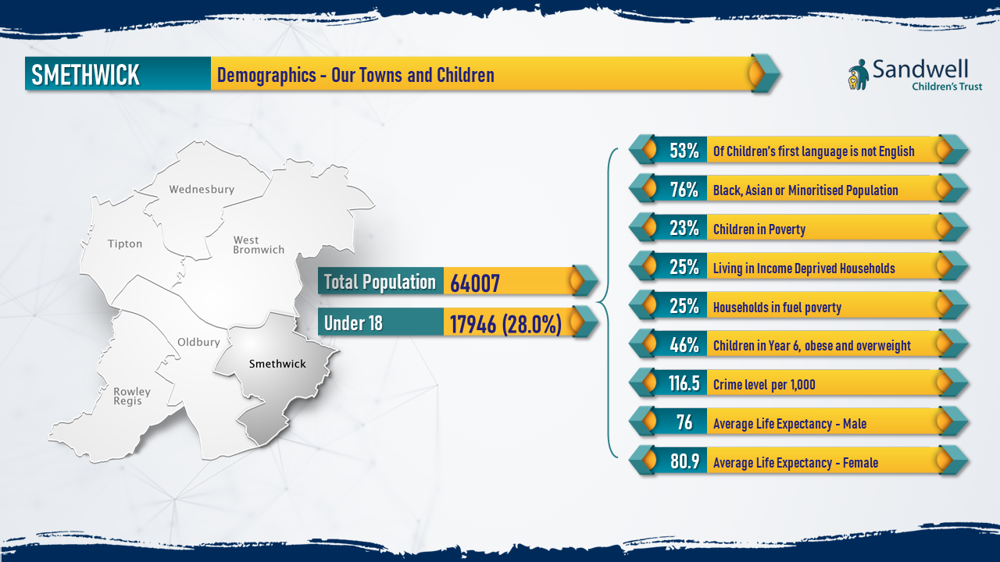 SMETHWICK
Demographics - Our Towns and Children
Sandwell
Children's Trust
Wednesbury
Tipton
West
Bromwich
Oldbury
Smethwick
Rowley
Regis
Total Population 64007
Under 18 17946 (28.0%)
53% Of Children's first language is not English
76% Black, Asian or Minoritised Population
23% Children in Poverty
25% Living in Income Deprived Households
25% Households in fuel poverty
46% Children in Year 6, obese and overweight
116.5 Crime level per 1,000
76 Average Life Expectancy - Male
80.9 Average Life Expectancy - Female